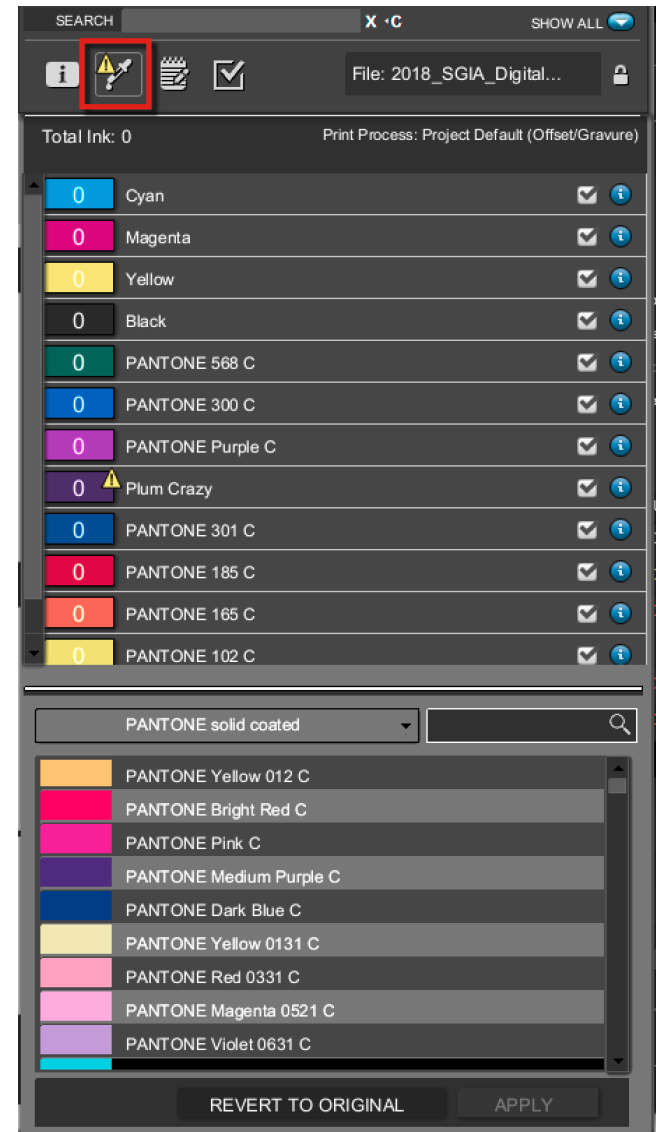 SEARCH X ‹C SHOW ALL
i File: 2018_SGIA_Digital...
Total Ink: 0 Print Process: Project Default (Offset/Gravure)
0 Cyan i
0 Magenta i
0 Yellow i
0 Black i
0 PANTONE 568 C i
0 PANTONE 300 C i
0 PANTONE Purple C i
0 Plum Crazy i
0 PANTONE 301 C i
0 PANTONE 185 C i
0 PANTONE 165 C i
0 PANTONE 102 C i
PANTONE solid coated
PANTONE Yellow 012 C
PANTONE Bright Red C
PANTONE Pink C
PANTONE Medium Purple C
PANTONE Dark Blue C
PANTONE Yellow 0131 C
PANTONE Red 0331 C
PANTONE Magenta 0521 C
PANTONE Violet 0631 C
REVERT TO ORIGINAL APPLY